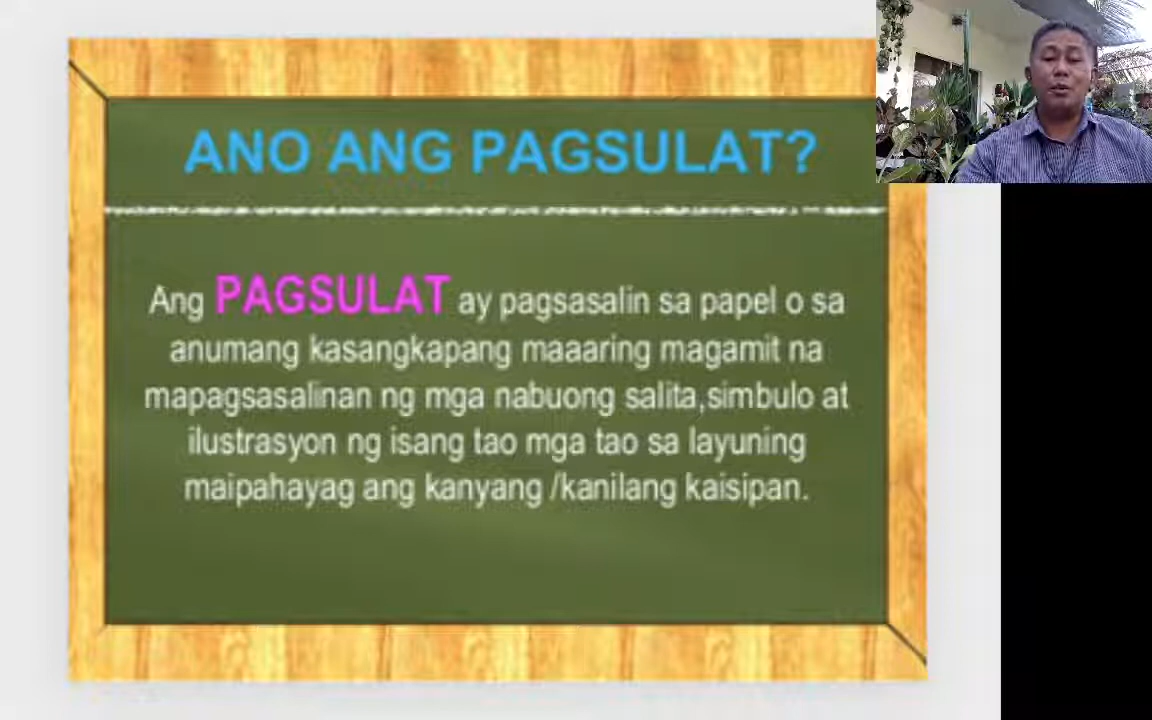 ANO ANG PAGSULAT?
Ang PAGSULAT ay pagsasalin sa papel o sa
anumang kasangkapang maaaring magamit na
mapagsasalinan ng mga nabuong salita,simbulo at
ilustrasyon ng isang tao mga tao sa layuning
maipahayag ang kanyang /kanilang kaisipan.